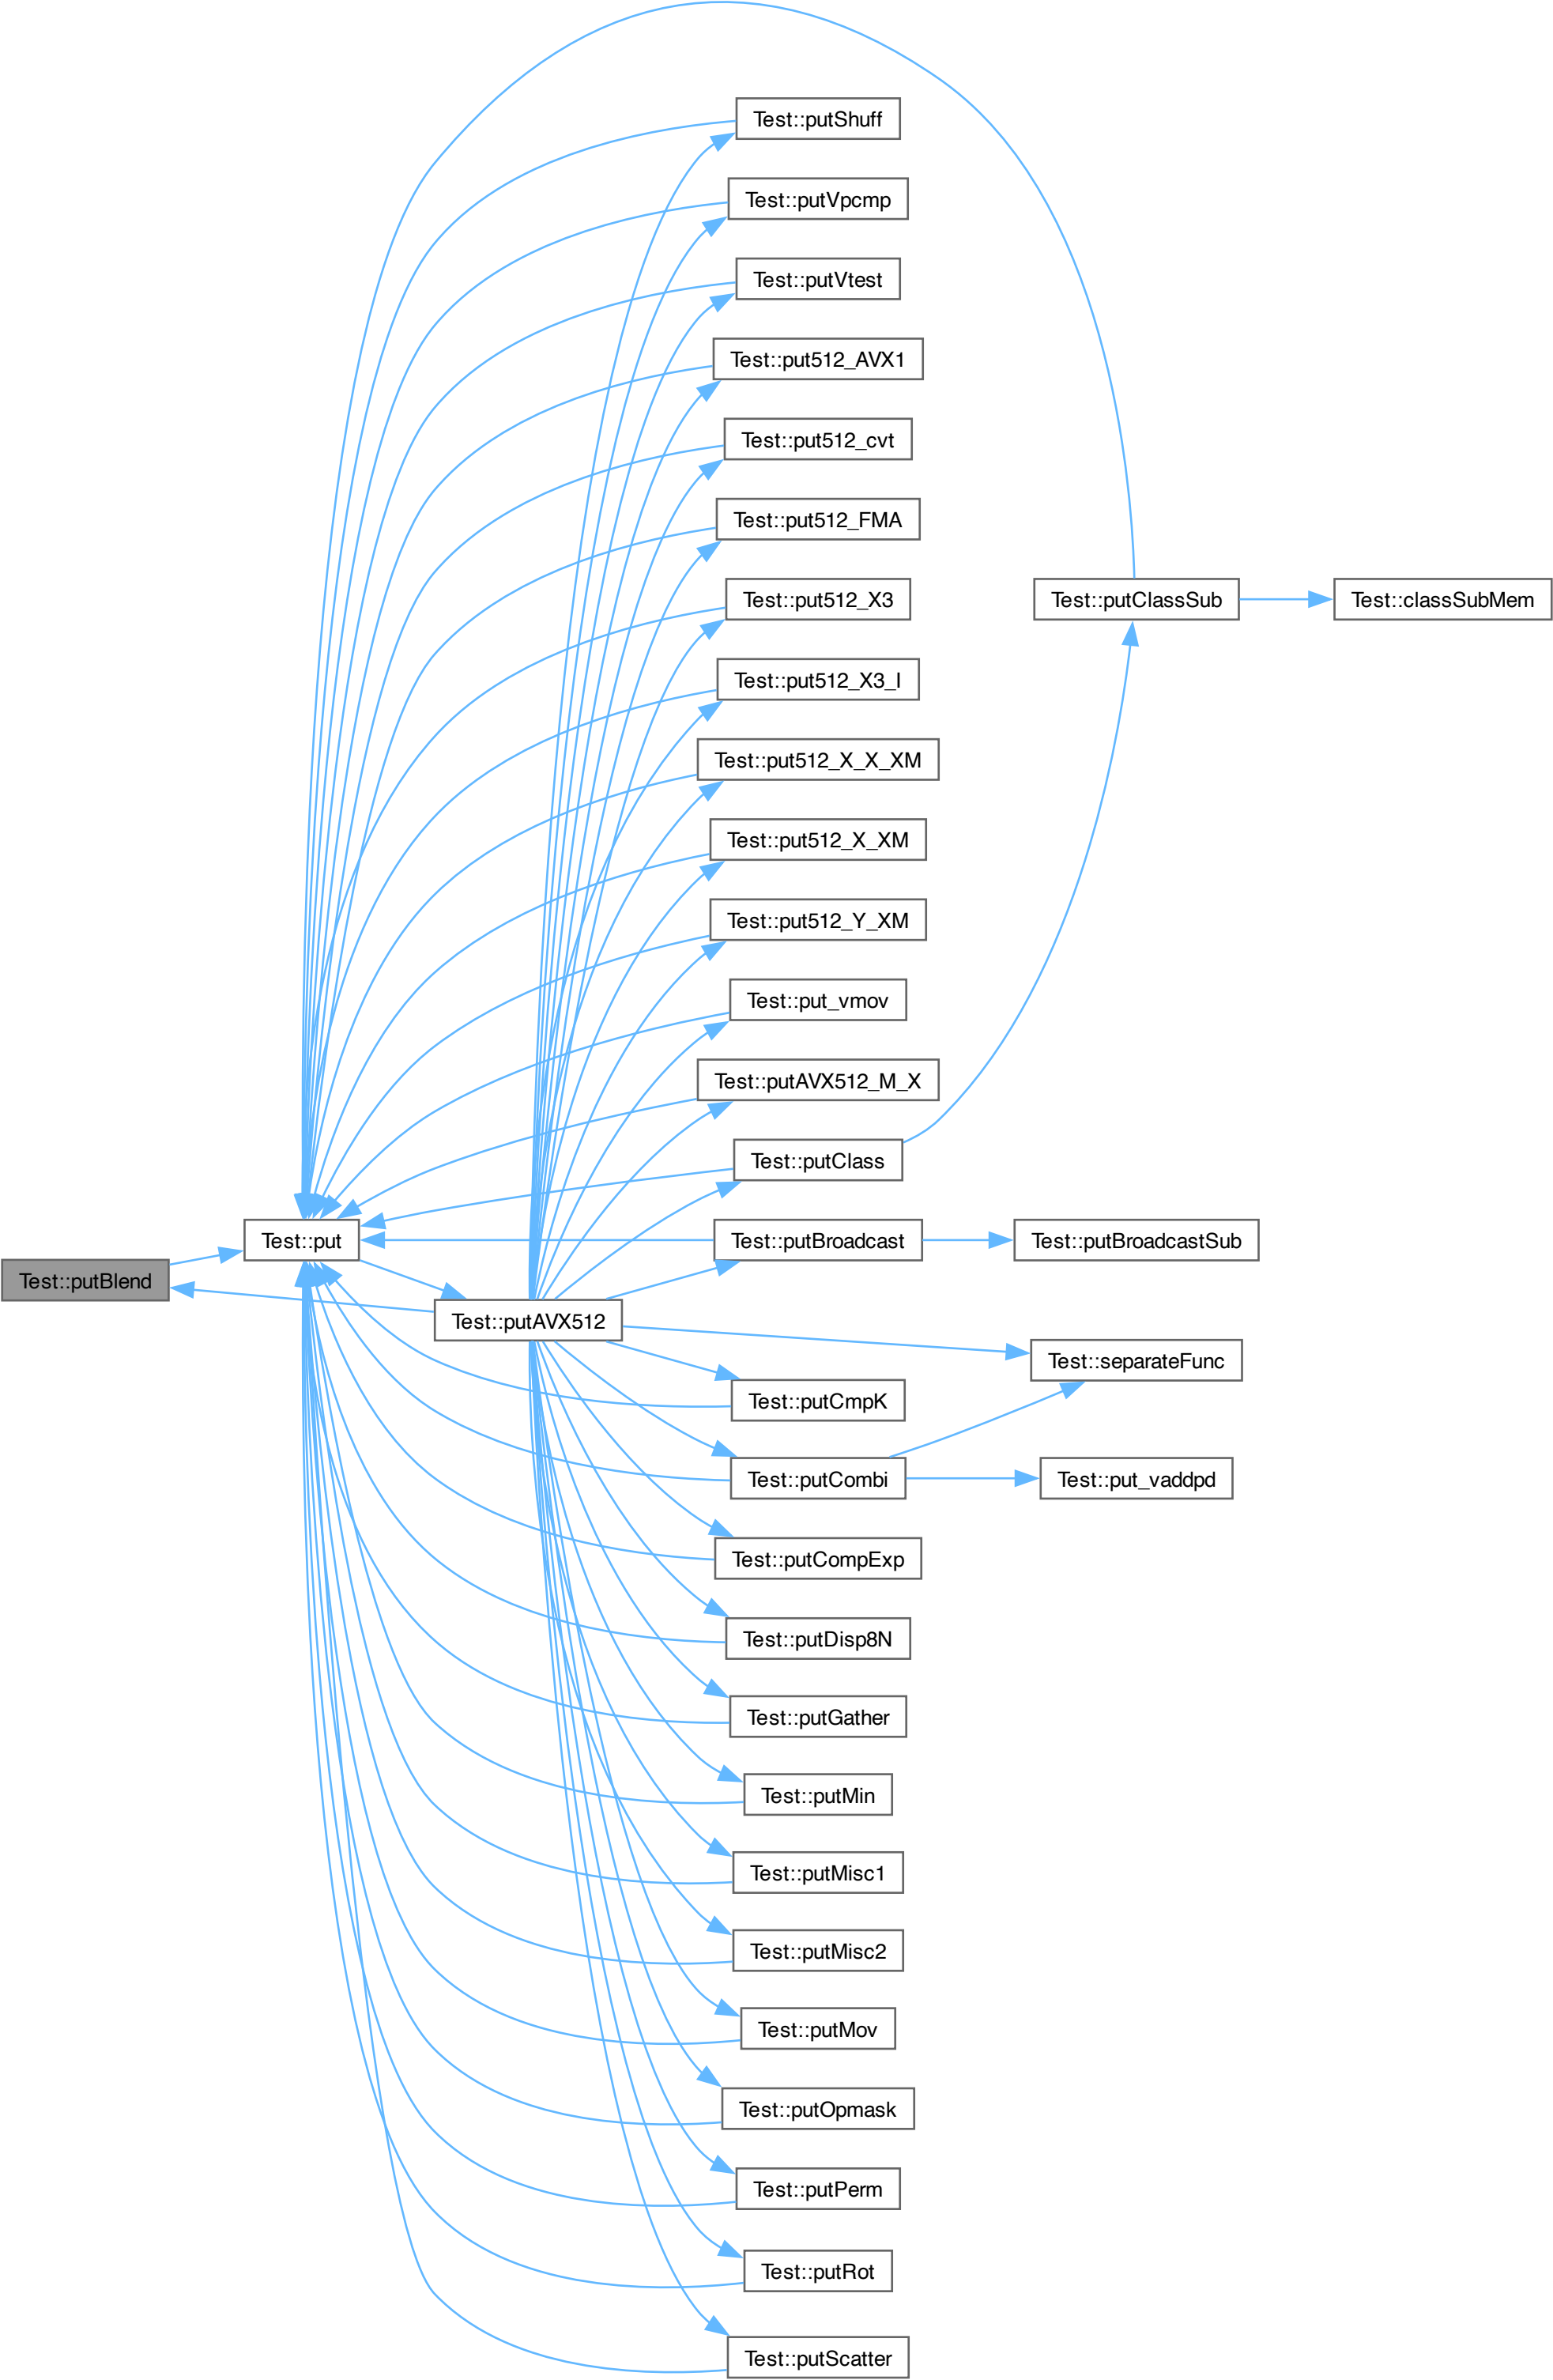 Test::putShuff
Test::putVpcmp
Test::putVtest
Test::put512_AVX1
Test::put512_cvt
Test::put512_FMA
Test::put512_X3
Test::putClassSub
Test::classSubMem
Test::put512_X3_I
Test::put512_X_X_XM
Test::put512_X_XM
Test::put512_Y_XM
Test::put_vmov
Test::putAVX512_M_X
Test::putClass
Test::put
Test::putBroadcast
Test::putBroadcastSub
Test::putBlend
Test::putAVX512
Test::separateFunc
Test::putCmpK
Test::putCombi
Test::put_vaddpd
Test::putCompExp
Test::putDisp8N
Test::putGather
Test::putMin
Test::putMisc1
Test::putMisc2
Test::putMov
Test::putOpmask
Test::putPerm
Test::putRot
Test::putScatter